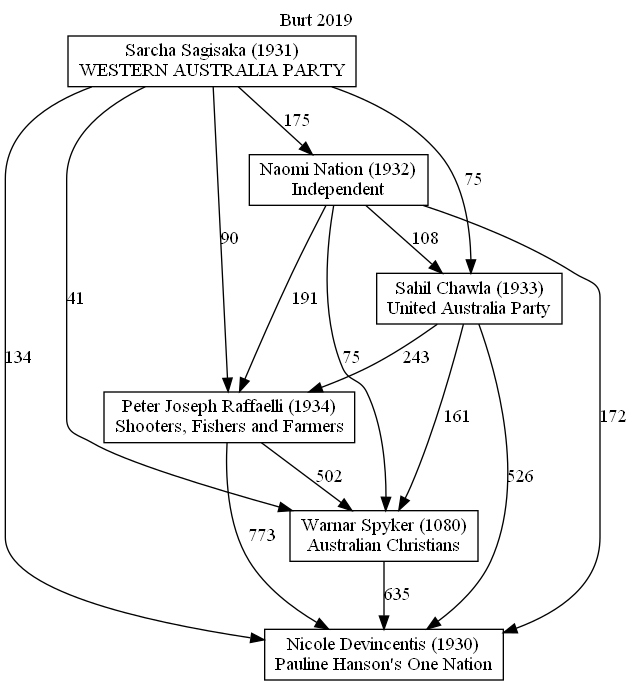 Burt 2019
Sarcha Sagisaka (1931)
WESTERN AUSTRALIA PARTY
175
Naomi Nation (1932)
Independent
75
90
191
108
41
Sahil Chawla (1933)
United Australia Party
134
75
243
161
172
Peter Joseph Raffaelli (1934)
Shooters, Fishers and Farmers
502
526
773
Warnar Spyker (1080)
Australian Christians
635
Nicole Devincentis (1930)
Pauline Hanson's One Nation